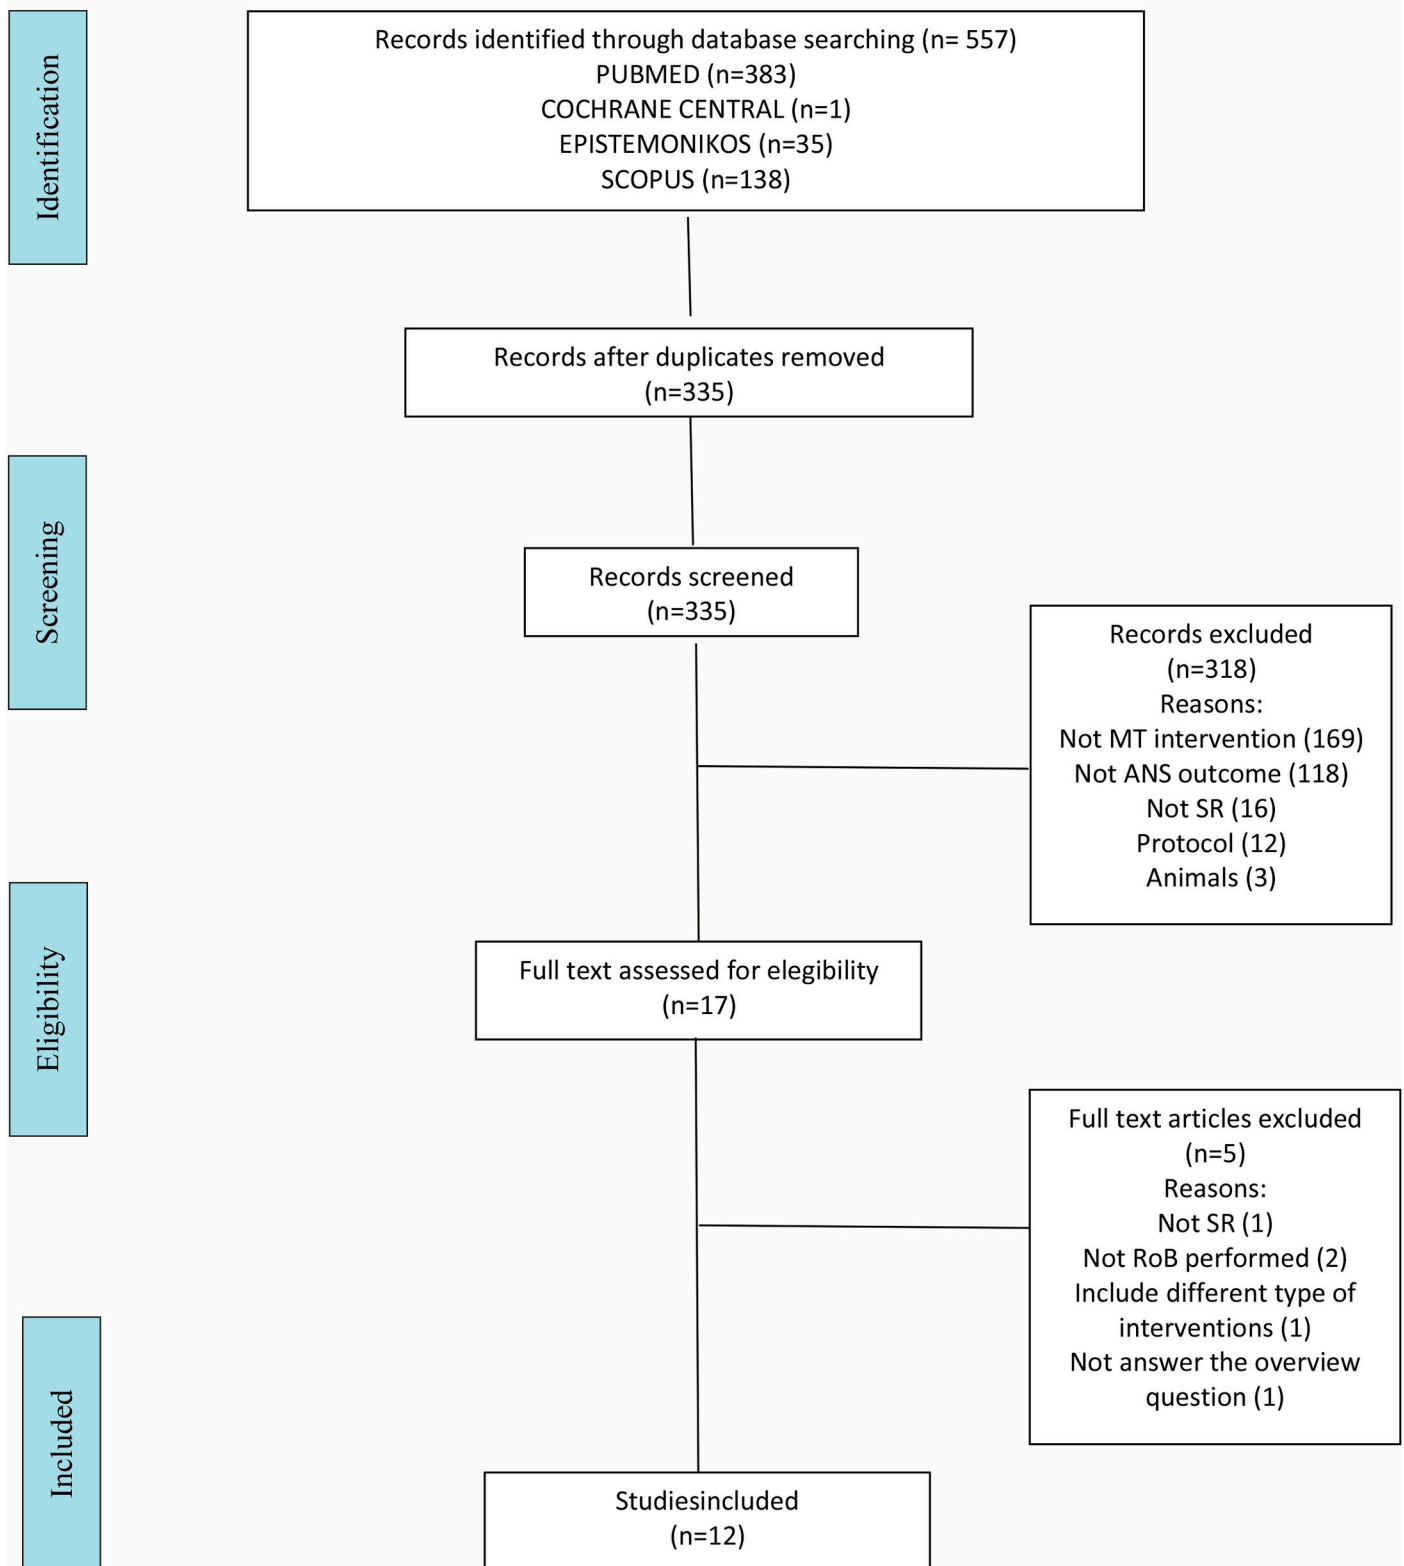 Identification
Records identified through database searching (n= 557)
PUBMED (n=383)
COCHRANE CENTRAL (n=1)
EPISTEMONIKOS (n=35)
SCOPUS (n=138)
Records after duplicates removed
(n=335)
Screening
Records screened
(n=335)
Records excluded
(n=318)
Reasons:
Not MT intervention (169)
Not ANS outcome (118)
Not SR (16)
Protocol (12)
Animals (3)
Eligibility
Full text assessed for elegibility
(n=17)
Full text articles excluded
(n=5)
Reasons:
Not SR (1)
Not RoB performed (2)
Include different type of
interventions (1)
Not answer the overview
question (1)
Included
Studiesincluded
(n=12)